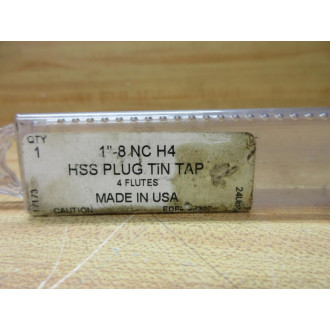 QTY
1
1"-8 NC H4
HSS PLUG TiN TAP
4 FLUTES
MADE IN USA
CAUTION